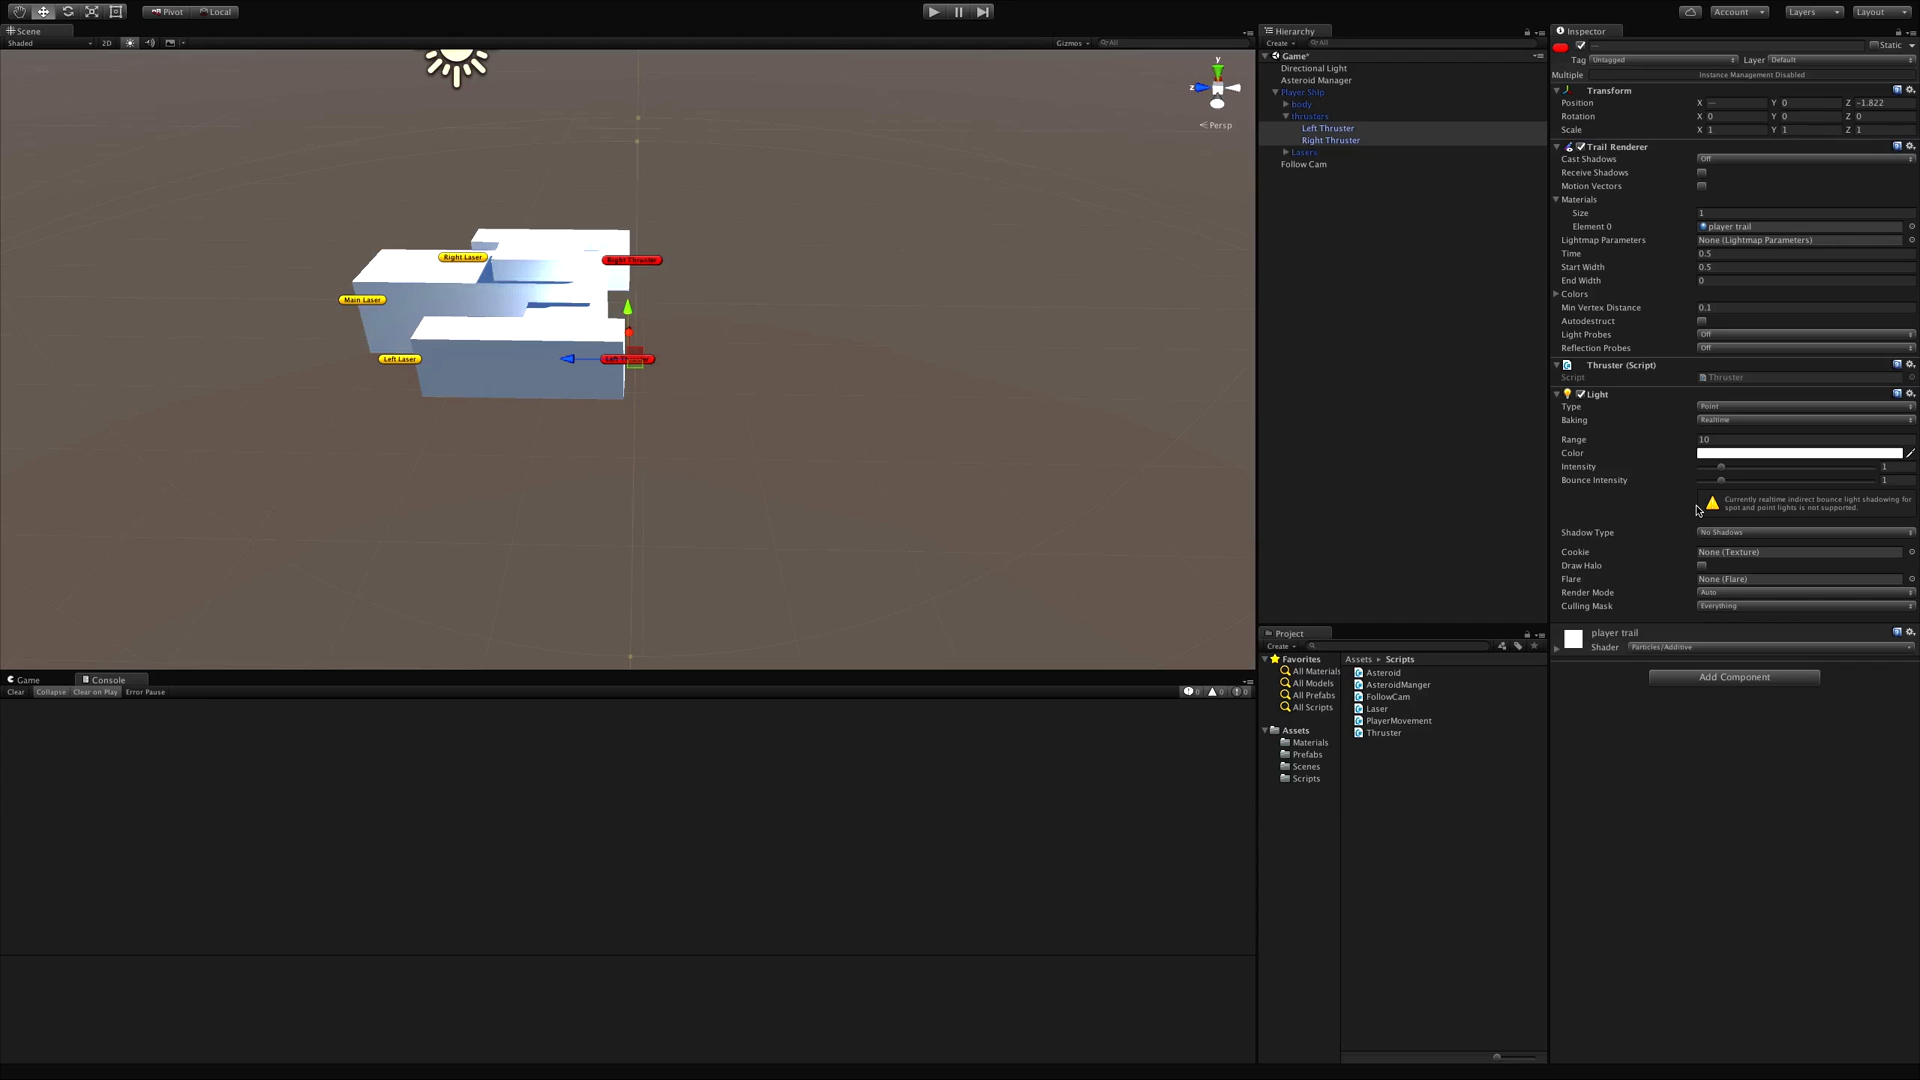 Pivot Local Account Layers Layout
Scene
Shaded 2D Gizmos All
y
z
Persp
Right Laser
Right Thruster
Main Laser
Left Laser
Hierarchy
Create All
Game*
Directional Light
Asteroid Manager
Player Ship
body
thrusters
Left Thruster
Right Thruster
Lasers
Follow Cam
Inspector
— Static
Tag Untagged Layer Default
Multiple Instance Management Disabled
Transform
Position X — Y 0 Z -1.822
Rotation X 0 Y 0 Z 0
Scale X 1 Y 1 Z 1
Trail Renderer
Cast Shadows Off
Receive Shadows
Motion Vectors
Materials
Size 1
Element 0 player trail
Lightmap Parameters None (Lightmap Parameters)
Time 0.5
Start Width 0.5
End Width 0
Colors
Min Vertex Distance 0.1
Autodestruct
Light Probes Off
Reflection Probes Off
Thruster (Script)
Script Thruster
Light
Type Point
Baking Realtime
Range 10
Color
Intensity 1
Bounce Intensity 1
Currently realtime indirect bounce light shadowing for
spot and point lights is not supported.
Shadow Type No Shadows
Cookie None (Texture)
Draw Halo
Flare None (Flare)
Render Mode Auto
Culling Mask Everything
player trail
Shader Particles/Additive
Add Component
Game Console
Clear Collapse Clear on Play Error Pause 0 0 0
Project
Create
Favorites
All Materials
All Models
All Prefabs
All Scripts
Assets
Materials
Prefabs
Scenes
Scripts
Assets Scripts
Asteroid
AsteroidManger
FollowCam
Laser
PlayerMovement
Thruster